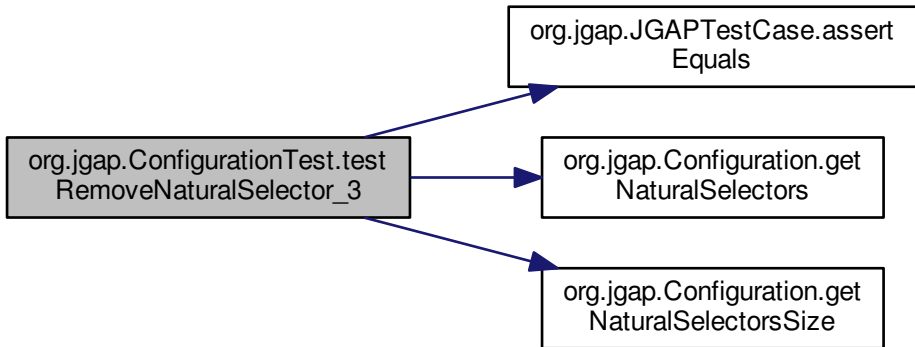 org.jgap.JGAPTestCase.assert
Equals
org.jgap.ConfigurationTest.test
RemoveNaturalSelector_3
org.jgap.Configuration.get
NaturalSelectors
org.jgap.Configuration.get
NaturalSelectorsSize